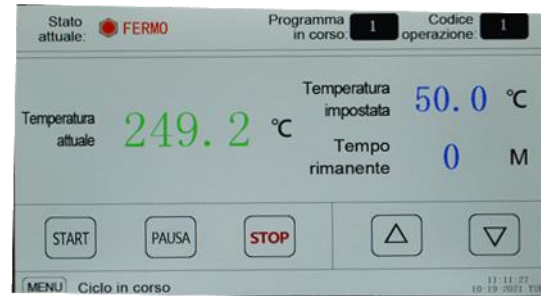 Stato attuale: FERMO
Programma in corso: 1
Codice operazione: 1
Temperatura attuale 249.2 °C
Temperatura impostata 50.0 °C
Tempo rimanente 0 M
START PAUSA STOP
MENU Ciclo in corso
11:11:27
10-19-2021 TUE